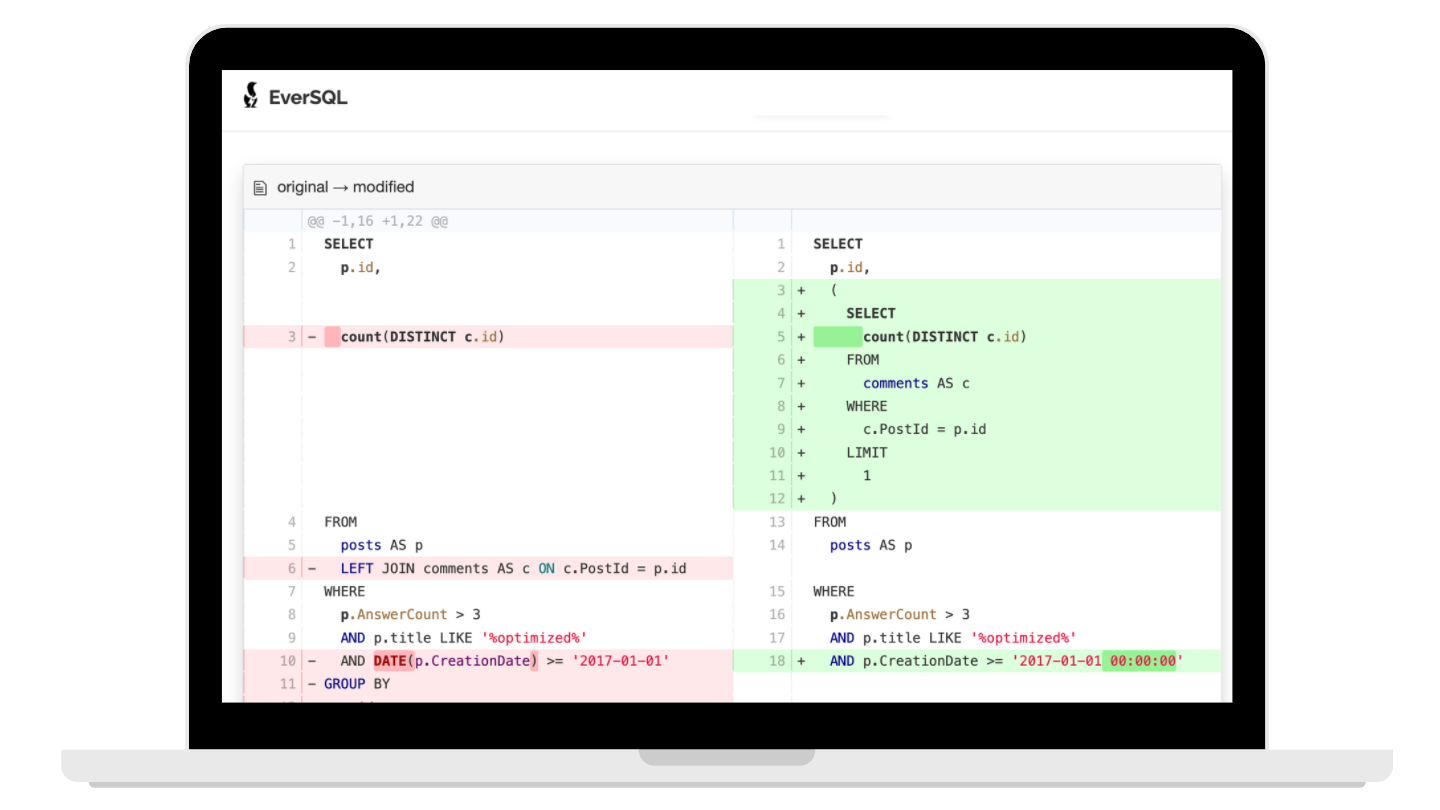 EverSQL
original → modified
@@ -1,16 +1,22 @@
1 SELECT
2 p.id,
3 - count(DISTINCT c.id)
4 FROM
5 posts AS p
6 - LEFT JOIN comments AS c ON c.PostId = p.id
7 WHERE
8 p.AnswerCount > 3
9 AND p.title LIKE '%optimized%'
10 - AND DATE(p.CreationDate) >= '2017-01-01'
11 - GROUP BY
1 SELECT
2 p.id,
3 + (
4 + SELECT
5 + count(DISTINCT c.id)
6 + FROM
7 + comments AS c
8 + WHERE
9 + c.PostId = p.id
10 + LIMIT
11 + 1
12 + )
13 FROM
14 posts AS p
15 WHERE
16 p.AnswerCount > 3
17 AND p.title LIKE '%optimized%'
18 + AND p.CreationDate >= '2017-01-01 00:00:00'